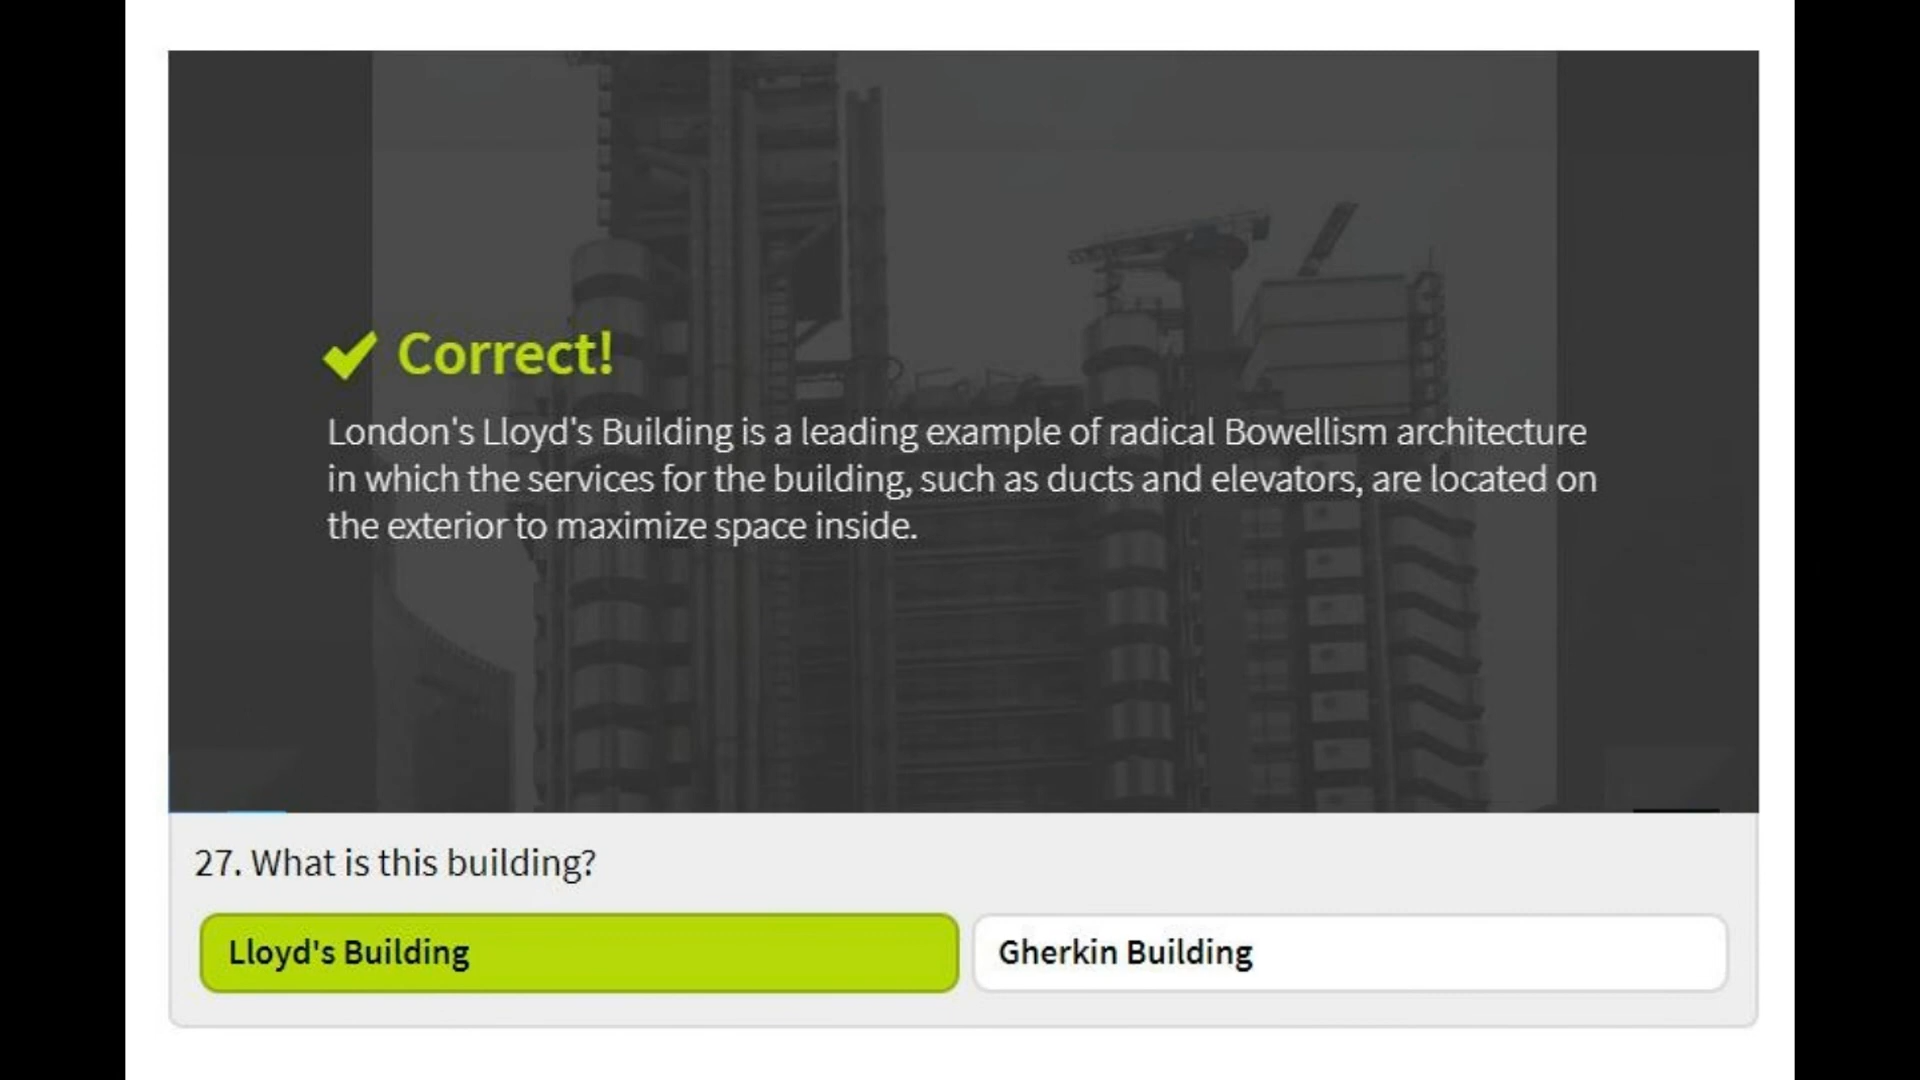 Correct!
London's Lloyd's Building is a leading example of radical Bowellism architecture
in which the services for the building, such as ducts and elevators, are located on
the exterior to maximize space inside.
27. What is this building?
Lloyd's Building
Gherkin Building